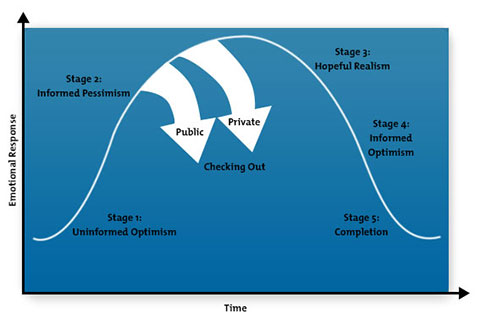 Emotional Response
Stage 1:
Uninformed Optimism
Stage 2:
Informed Pessimism
Public
Private
Checking Out
Stage 3:
Hopeful Realism
Stage 4:
Informed
Optimism
Stage 5:
Completion
Time